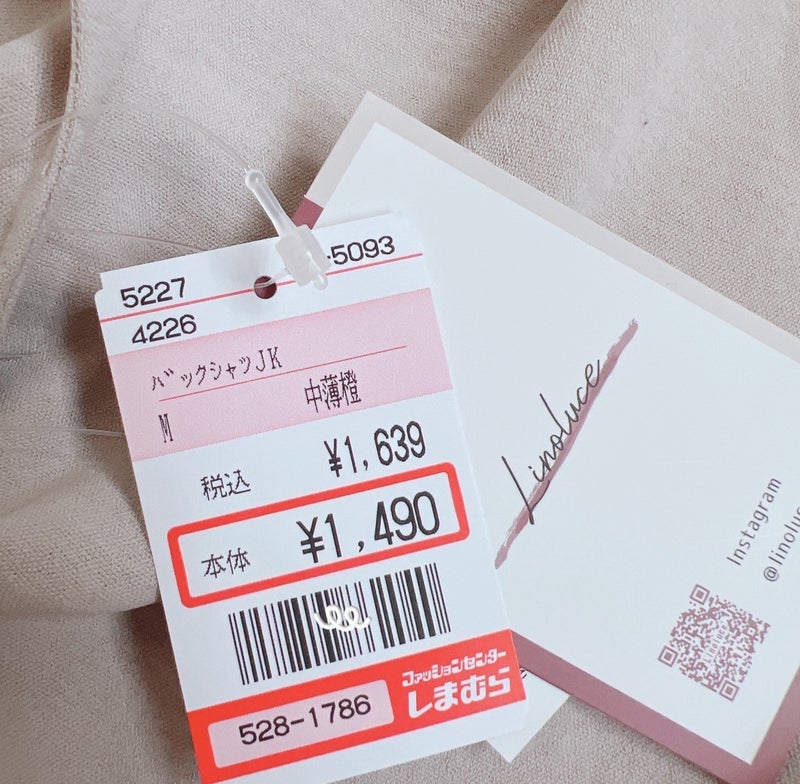 5227
-5093
4226
バックシャツJK
M 中薄橙
税込 ¥1,639
本体 ¥1,490
528-1786
ファッションセンター
しまむら
Linoluce
Instagram
@linoluc